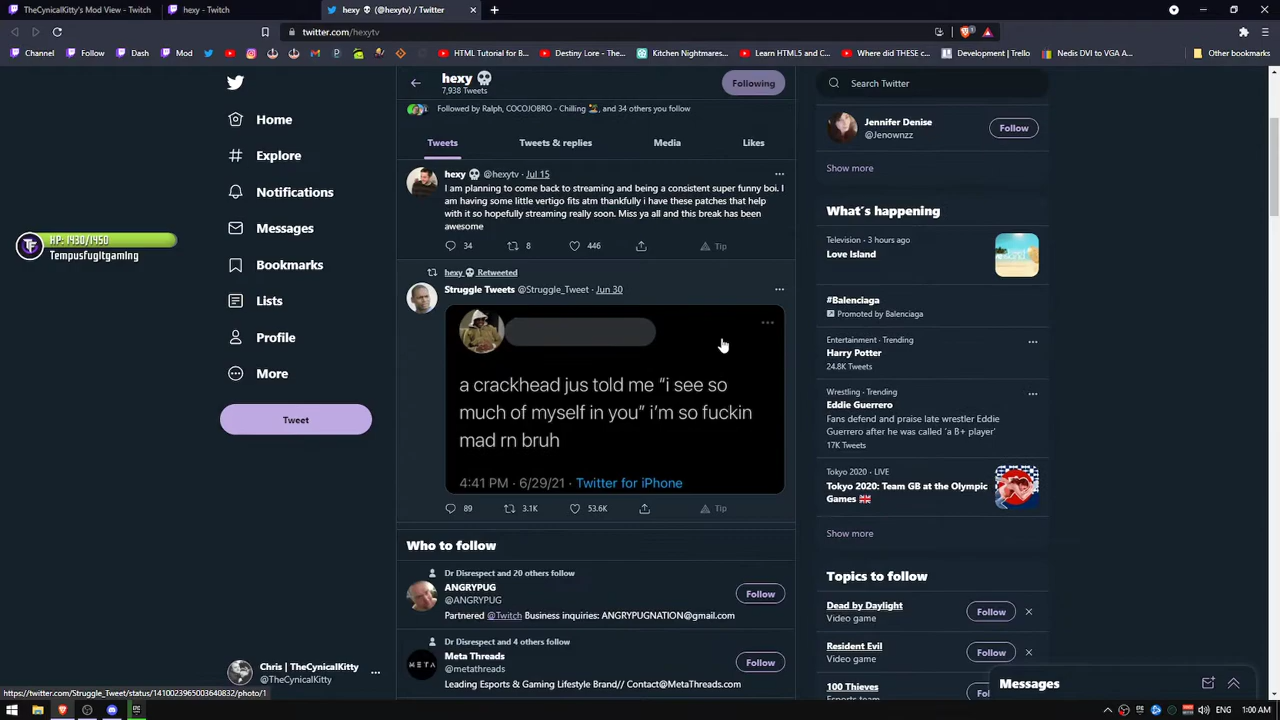 TheCynicalKitty's Mod View - Twitch
hexy - Twitch
hexy 💀 (@hexytv) / Twitter
twitter.com/hexytv
Channel
Follow
Dash
Mod
HTML Tutorial for B...
Destiny Lore - The...
Kitchen Nightmares...
Learn HTML5 and C...
Where did THESE c...
Development | Trello
Nedis DVI to VGA A...
Other bookmarks
HP: 1430/1450
Tempusfugitgaming
Home
Explore
Notifications
Messages
Bookmarks
Lists
Profile
More
Tweet
Chris | TheCynicalKitty
@TheCynicalKitty
hexy 💀
7,938 Tweets
Following
Followed by Ralph, COCOJOBRO - Chilling, and 34 others you follow
Tweets
Tweets & replies
Media
Likes
hexy 💀 @hexytv · Jul 15
I am planning to come back to streaming and being a consistent super funny boi. I
am having some little vertigo fits atm thankfully i have these patches that help
with it so hopefully streaming really soon. Miss ya all and this break has been
awesome
34
8
446
Tip
hexy 💀 Retweeted
Struggle Tweets @Struggle_Tweet · Jun 30
a crackhead jus told me “i see so
much of myself in you” i’m so fuckin
mad rn bruh
4:41 PM · 6/29/21 · Twitter for iPhone
89
3.1K
53.6K
Tip
Who to follow
Dr Disrespect and 20 others follow
ANGRYPUG
@ANGRYPUG
Follow
Partnered @Twitch Business inquiries: ANGRYPUGNATION@gmail.com
Dr Disrespect and 4 others follow
Meta Threads
@metathreads
Follow
META
Leading Esports & Gaming Lifestyle Brand// Contact@MetaThreads.com
Search Twitter
Jennifer Denise
@Jenownzz
Follow
Show more
What's happening
Television · 3 hours ago
Love Island
#Balenciaga
Promoted by Balenciaga
Entertainment · Trending
Harry Potter
24.8K Tweets
Wrestling · Trending
Eddie Guerrero
Fans defend and praise late wrestler Eddie
Guerrero after he was called 'a B+ player'
17K Tweets
Tokyo 2020 · LIVE
Tokyo 2020: Team GB at the Olympic
Games 🇬🇧
Show more
Topics to follow
Dead by Daylight
Video game
Follow
Resident Evil
Video game
Follow
100 Thieves
Esports team
Messages
https://twitter.com/Struggle_Tweet/status/1410023965003640832/photo/1
ENG
1:00 AM